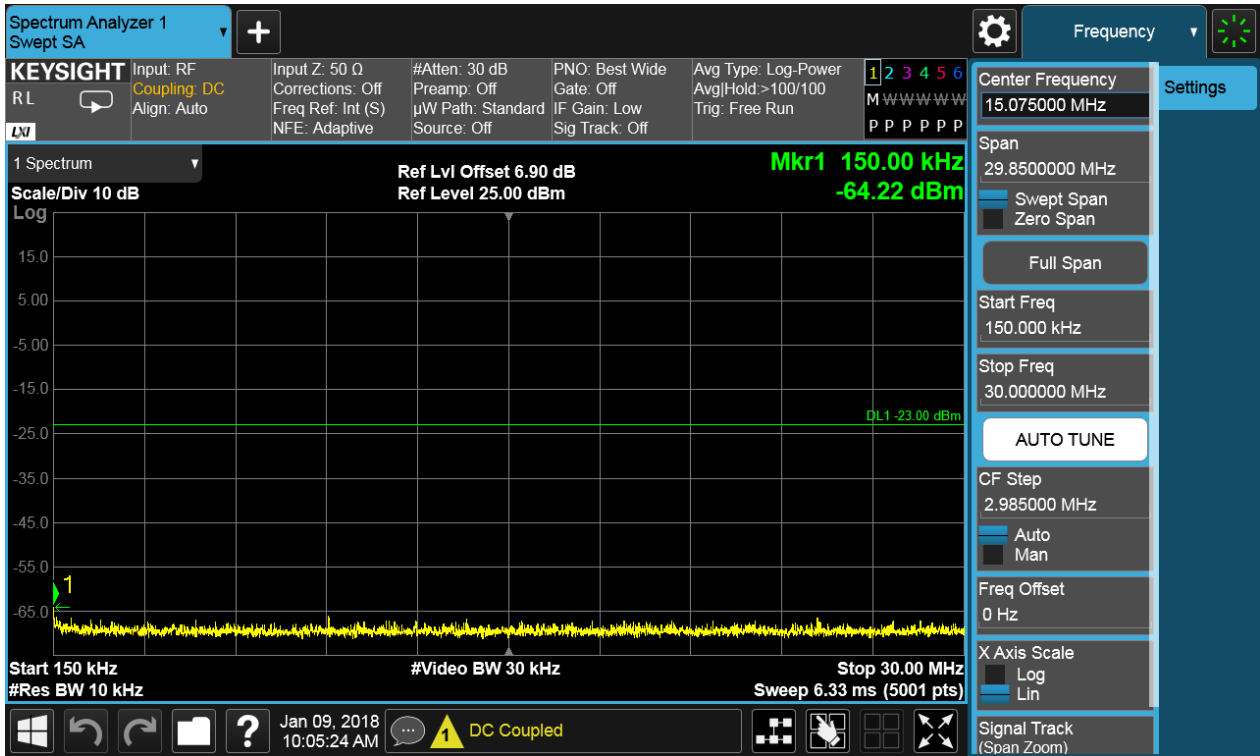 Spectrum Analyzer 1
Swept SA
+
Frequency
KEYSIGHT
RL
LXI
Input: RF
Coupling: DC
Align: Auto
Input Z: 50 Ω
Corrections: Off
Freq Ref: Int (S)
NFE: Adaptive
#Atten: 30 dB
Preamp: Off
µW Path: Standard
Source: Off
PNO: Best Wide
Gate: Off
IF Gain: Low
Sig Track: Off
Avg Type: Log-Power
Avg|Hold:>100/100
Trig: Free Run
1 2 3 4 5 6
M W W W W W
P P P P P P
1 Spectrum
Scale/Div 10 dB
Log
Ref Lvl Offset 6.90 dB
Ref Level 25.00 dBm
Mkr1 150.00 kHz
-64.22 dBm
15.0
5.00
-5.00
-15.0
DL1 -23.00 dBm
-25.0
-35.0
-45.0
-55.0
1
-65.0
Start 150 kHz
#Res BW 10 kHz
#Video BW 30 kHz
Stop 30.00 MHz
Sweep 6.33 ms (5001 pts)
Center Frequency
15.075000 MHz
Span
29.8500000 MHz
Swept Span
Zero Span
Full Span
Start Freq
150.000 kHz
Stop Freq
30.000000 MHz
AUTO TUNE
CF Step
2.985000 MHz
Auto
Man
Freq Offset
0 Hz
X Axis Scale
Log
Lin
Signal Track
(Span Zoom)
Settings
?
Jan 09, 2018
10:05:24 AM
1
DC Coupled